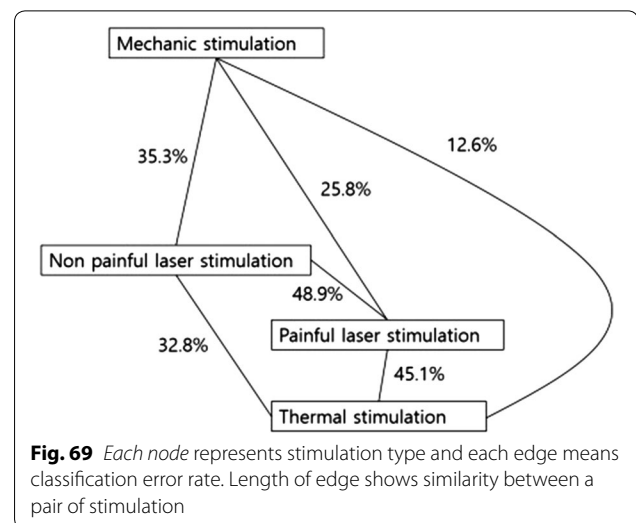 Mechanic stimulation
35.3%
12.6%
25.8%
Non painful laser stimulation
48.9%
Painful laser stimulation
32.8%
45.1%
Thermal stimulation
Fig. 69 Each node represents stimulation type and each edge means
classification error rate. Length of edge shows similarity between a
pair of stimulation